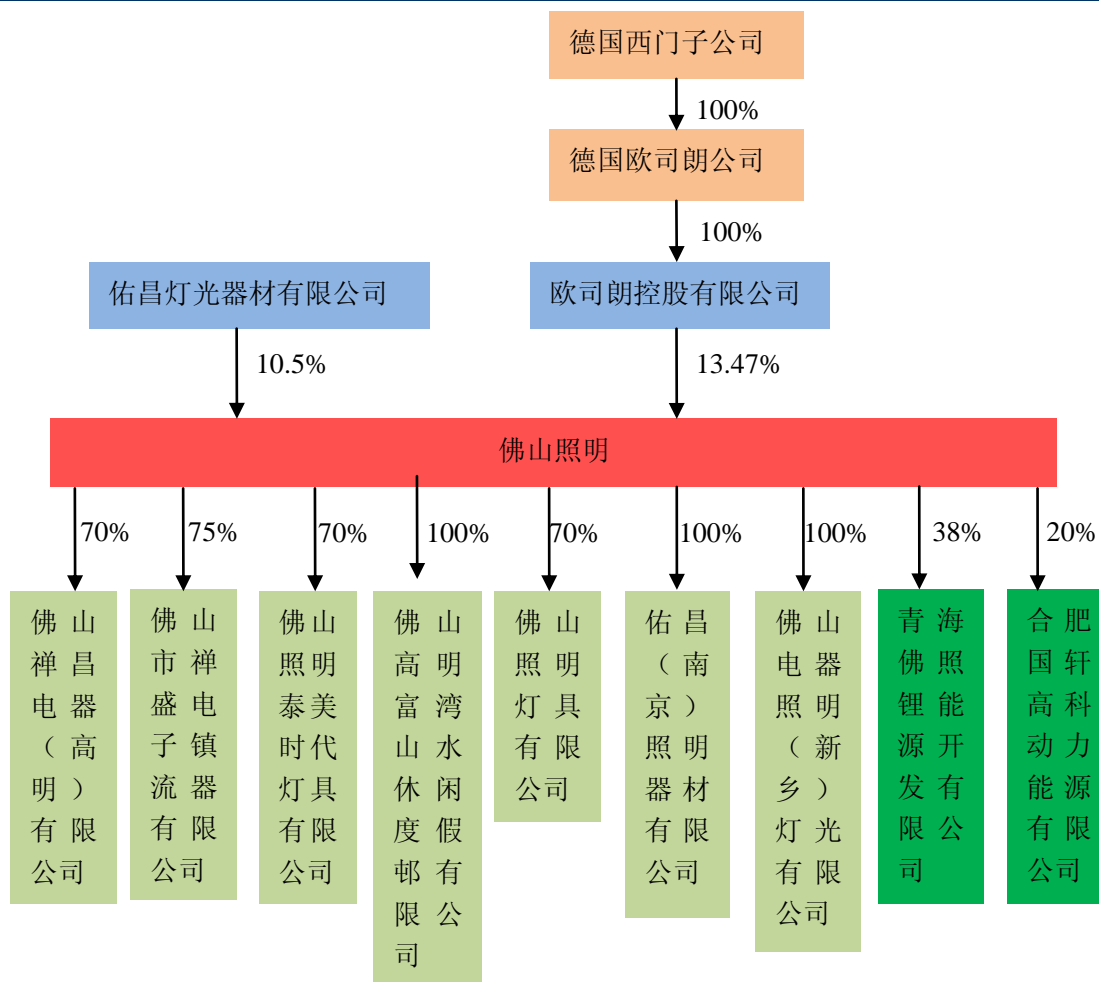 德国西门子公司
100%
德国欧司朗公司
100%
佑昌灯光器材有限公司
欧司朗控股有限公司
10.5%
13.47%
佛山照明
70%
75%
70%
100%
70%
100%
100%
38%
20%
佛山
禅昌
电器
（高
明）
有限
公司
佛山
市禅
盛电
子镇
流器
有限
公司
佛山
照明
泰美
时代
灯具
有限
公司
佛山
高明
富湾
山水
休闲
度假
邨有
限公
司
佛山
照明
灯具
有限
公司
佑昌
（南
京）
照明
器材
有限
公司
佛山
电器
照明
（新
乡）
灯光
有限
公司
青海
佛照
锂能
源开
发有
限公
司
合肥
国轩
高科
动力
能源
有限
公司